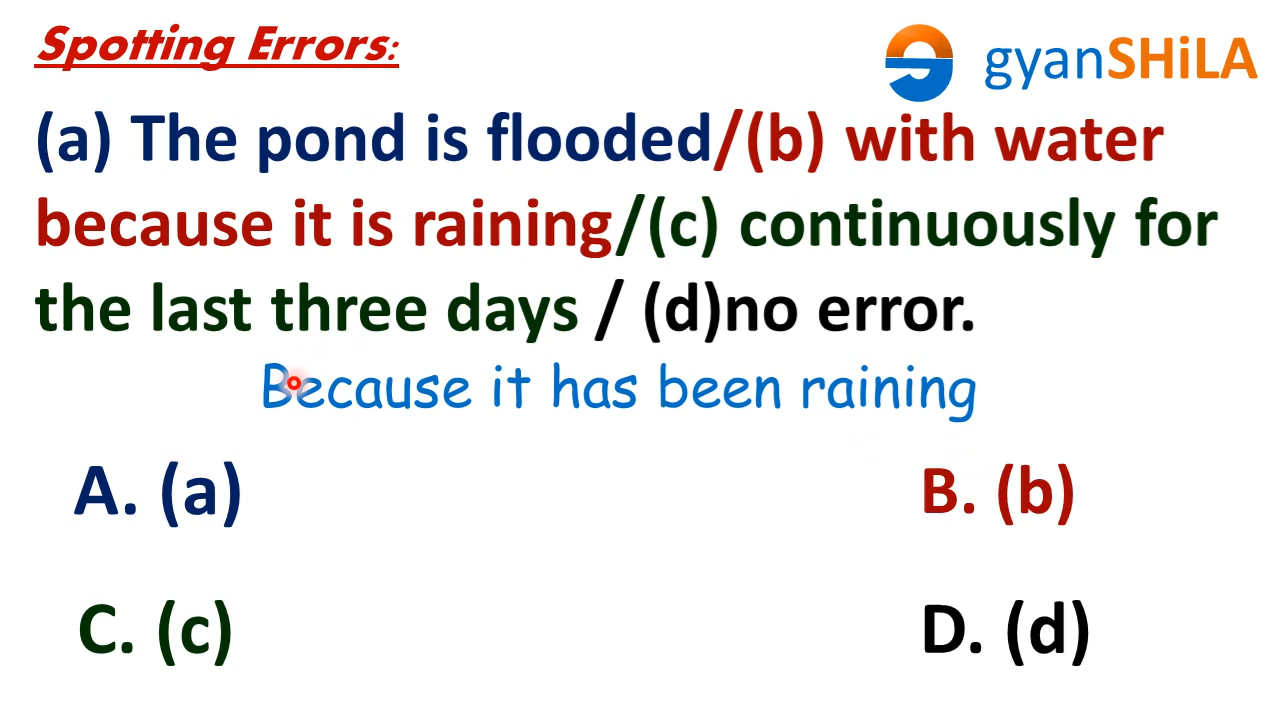 Spotting Errors:
gyanSHiLA
(a) The pond is flooded/(b) with water
because it is raining/(c) continuously for
the last three days / (d)no error.
Because it has been raining
A. (a)
B. (b)
C. (c)
D. (d)